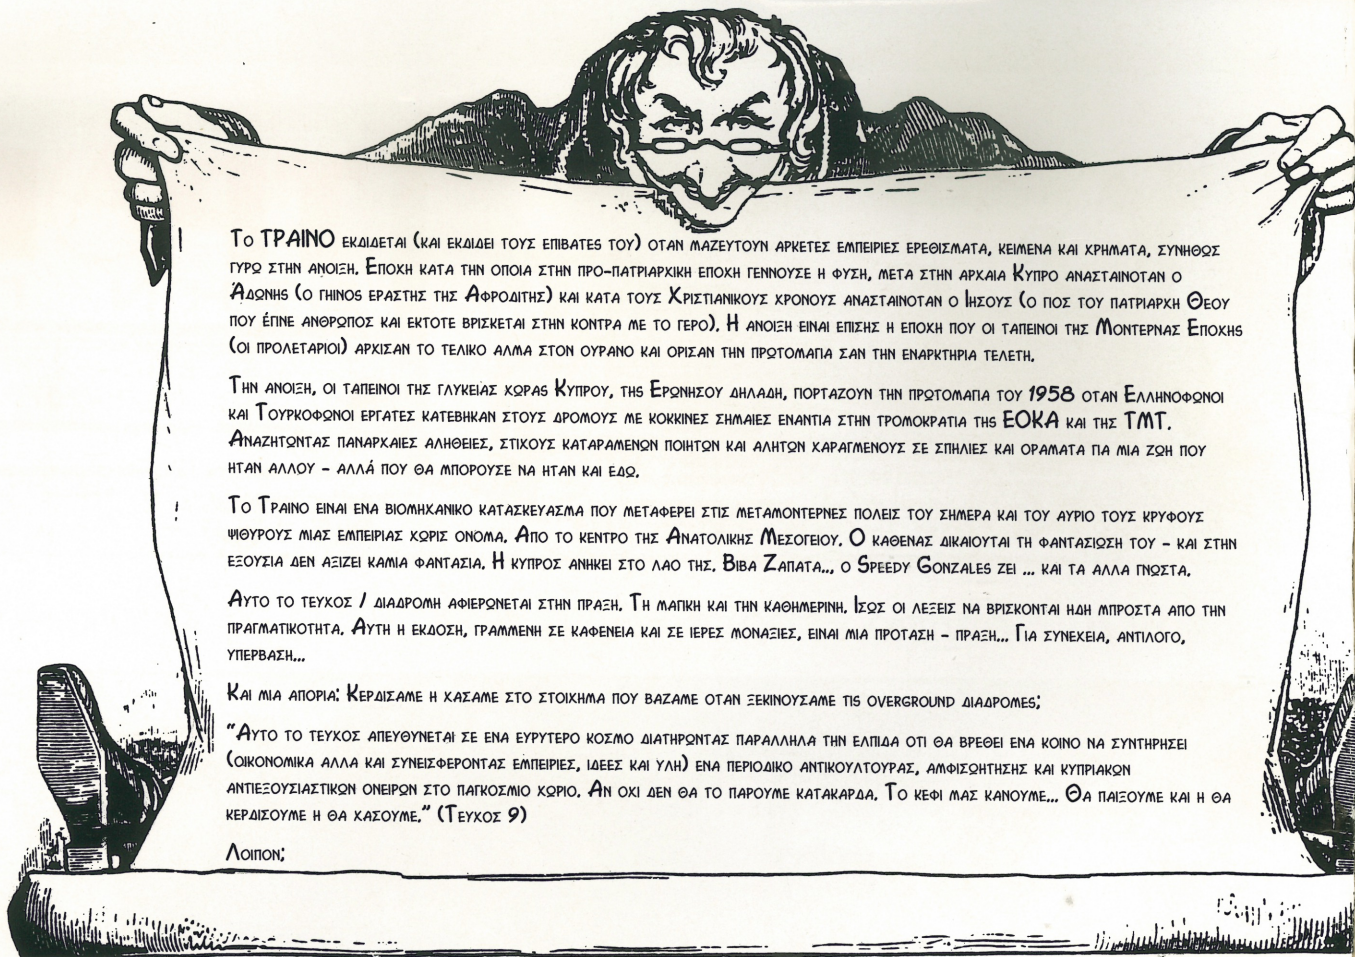 Το ΤΡΑΙΝΟ ΕΚΔΙΔΕΤΑΙ (ΚΑΙ ΕΚΔΙΔΕΙ ΤΟΥΣ ΕΠΙΒΑΤΕS ΤΟΥ) ΟΤΑΝ ΜΑΖΕΥΤΟΥΝ ΑΡΚΕΤΕΣ ΕΜΠΕΙΡΙΕΣ ΕΡΕΘΙΣΜΑΤΑ, ΚΕΙΜΕΝΑ ΚΑΙ ΧΡΗΜΑΤΑ, ΣΥΝΗΘΩΣ
ΓΥΡΩ ΣΤΗΝ ΑΝΟΙΞΗ. ΕΠΟΧΗ ΚΑΤΑ ΤΗΝ ΟΠΟΙΑ ΣΤΗΝ ΠΡΟ-ΠΑΤΡΙΑΡΧΙΚΗ ΕΠΟΧΗ ΓΕΝΝΟΥΣΕ Η ΦΥΣΗ, ΜΕΤΑ ΣΤΗΝ ΑΡΧΑΙΑ ΚΥΠΡΟ ΑΝΑΣΤΑΙΝΟΤΑΝ Ο
ΆΔΩΝΗS (Ο ΓΗΙΝΟS ΕΡΑΣΤΗΣ ΤΗΣ ΑΦΡΟΔΙΤΗΣ) ΚΑΙ ΚΑΤΑ ΤΟΥΣ ΧΡΙΣΤΙΑΝΙΚΟΥΣ ΧΡΟΝΟΥΣ ΑΝΑΣΤΑΙΝΟΤΑΝ Ο ΙΗΣΟΥΣ (Ο ΓΙΟΣ ΤΟΥ ΠΑΤΡΙΑΡΧΗ ΘΕΟΥ
ΠΟΥ ΈΓΙΝΕ ΑΝΘΡΩΠΟΣ ΚΑΙ ΕΚΤΟΤΕ ΒΡΙΣΚΕΤΑΙ ΣΤΗΝ ΚΟΝΤΡΑ ΜΕ ΤΟ ΓΕΡΟ). Η ΑΝΟΙΞΗ ΕΙΝΑΙ ΕΠΙΣΗΣ Η ΕΠΟΧΗ ΠΟΥ ΟΙ ΤΑΠΕΙΝΟΙ ΤΗΣ ΜΟΝΤΕΡΝΑΣ ΕΠΟΧΗS
(ΟΙ ΠΡΟΛΕΤΑΡΙΟΙ) ΑΡΧΙΣΑΝ ΤΟ ΤΕΛΙΚΟ ΑΛΜΑ ΣΤΟΝ ΟΥΡΑΝΟ ΚΑΙ ΟΡΙΣΑΝ ΤΗΝ ΠΡΩΤΟΜΑΓΙΑ ΣΑΝ ΤΗΝ ΕΝΑΡΚΤΗΡΙΑ ΤΕΛΕΤΗ.
ΤΗΝ ΑΝΟΙΞΗ, ΟΙ ΤΑΠΕΙΝΟΙ ΤΗΣ ΓΛΥΚΕΙΑΣ ΧΩΡΑS ΚΥΠΡΟΥ, ΤΗS ΕΡΩΝΗΣΟΥ ΔΗΛΑΔΗ, ΓΙΟΡΤΑΖΟΥΝ ΤΗΝ ΠΡΩΤΟΜΑΓΙΑ ΤΟΥ 1958 ΟΤΑΝ ΕΛΛΗΝΟΦΩΝΟΙ
ΚΑΙ ΤΟΥΡΚΟΦΩΝΟΙ ΕΡΓΑΤΕΣ ΚΑΤΕΒΗΚΑΝ ΣΤΟΥΣ ΔΡΟΜΟΥΣ ΜΕ ΚΟΚΚΙΝΕΣ ΣΗΜΑΙΕΣ ΕΝΑΝΤΙΑ ΣΤΗΝ ΤΡΟΜΟΚΡΑΤΙΑ ΤΗS ΕΟΚΑ ΚΑΙ ΤΗΣ ΤΜΤ.
ΑΝΑΖΗΤΩΝΤΑΣ ΠΑΝΑΡΧΑΙΕΣ ΑΛΗΘΕΙΕΣ, ΣΤΙΧΟΥΣ ΚΑΤΑΡΑΜΕΝΩΝ ΠΟΙΗΤΩΝ ΚΑΙ ΑΛΗΤΩΝ ΧΑΡΑΓΜΕΝΟΥΣ ΣΕ ΣΠΗΛΙΕΣ ΚΑΙ ΟΡΑΜΑΤΑ ΓΙΑ ΜΙΑ ΖΩΗ ΠΟΥ
ΗΤΑΝ ΑΛΛΟΥ - ΑΛΛΆ ΠΟΥ ΘΑ ΜΠΟΡΟΥΣΕ ΝΑ ΗΤΑΝ ΚΑΙ ΕΔΩ.
ΤΟ ΤΡΑΙΝΟ ΕΙΝΑΙ ΕΝΑ ΒΙΟΜΗΧΑΝΙΚΟ ΚΑΤΑΣΚΕΥΑΣΜΑ ΠΟΥ ΜΕΤΑΦΕΡΕΙ ΣΤΙΣ ΜΕΤΑΜΟΝΤΕΡΝΕΣ ΠΟΛΕΙΣ ΤΟΥ ΣΗΜΕΡΑ ΚΑΙ ΤΟΥ ΑΥΡΙΟ ΤΟΥΣ ΚΡΥΦΟΥΣ
ΨΙΘΥΡΟΥΣ ΜΙΑΣ ΕΜΠΕΙΡΙΑΣ ΧΩΡΙΣ ΟΝΟΜΑ. ΑΠΟ ΤΟ ΚΕΝΤΡΟ ΤΗΣ ΑΝΑΤΟΛΙΚΗΣ ΜΕΣΟΓΕΙΟΥ. Ο ΚΑΘΕΝΑΣ ΔΙΚΑΙΟΥΤΑΙ ΤΗ ΦΑΝΤΑΣΙΩΣΗ ΤΟΥ - ΚΑΙ ΣΤΗΝ
ΕΞΟΥΣΙΑ ΔΕΝ ΑΞΙΖΕΙ ΚΑΜΙΑ ΦΑΝΤΑΣΙΑ. Η ΚΥΠΡΟΣ ΑΝΗΚΕΙ ΣΤΟ ΛΑΟ ΤΗΣ. ΒΙΒΑ ΖΑΠΑΤΑ... Ο SPEEDY GONZALES ΖΕΙ ... ΚΑΙ ΤΑ ΑΛΛΑ ΓΝΩΣΤΑ.
ΑΥΤΟ ΤΟ ΤΕΥΧΟΣ / ΔΙΑΔΡΟΜΗ ΑΦΙΕΡΩΝΕΤΑΙ ΣΤΗΝ ΠΡΑΞΗ. ΤΗ ΜΑΓΙΚΗ ΚΑΙ ΤΗΝ ΚΑΘΗΜΕΡΙΝΗ. ΙΣΩΣ ΟΙ ΛΕΞΕΙΣ ΝΑ ΒΡΙΣΚΟΝΤΑΙ ΗΔΗ ΜΠΡΟΣΤΑ ΑΠΟ ΤΗΝ
ΠΡΑΓΜΑΤΙΚΟΤΗΤΑ. ΑΥΤΗ Η ΕΚΔΟΣΗ, ΓΡΑΜΜΕΝΗ ΣΕ ΚΑΦΕΝΕΙΑ ΚΑΙ ΣΕ ΙΕΡΕΣ ΜΟΝΑΞΙΕΣ, ΕΙΝΑΙ ΜΙΑ ΠΡΟΤΑΣΗ - ΠΡΑΞΗ... ΓΙΑ ΣΥΝΕΧΕΙΑ, ΑΝΤΙΛΟΓΟ,
ΥΠΕΡΒΑΣΗ...
ΚΑΙ ΜΙΑ ΑΠΟΡΙΑ: ΚΕΡΔΙΣΑΜΕ Η ΧΑΣΑΜΕ ΣΤΟ ΣΤΟΙΧΗΜΑ ΠΟΥ ΒΑΖΑΜΕ ΟΤΑΝ ΞΕΚΙΝΟΥΣΑΜΕ ΤΙS OVERGROUND ΔΙΑΔΡΟΜΕS;
"ΑΥΤΟ ΤΟ ΤΕΥΧΟΣ ΑΠΕΥΘΥΝΕΤΑΙ ΣΕ ΕΝΑ ΕΥΡΥΤΕΡΟ ΚΟΣΜΟ ΔΙΑΤΗΡΩΝΤΑΣ ΠΑΡΑΛΛΗΛΑ ΤΗΝ ΕΛΠΙΔΑ ΟΤΙ ΘΑ ΒΡΕΘΕΙ ΕΝΑ ΚΟΙΝΟ ΝΑ ΣΥΝΤΗΡΗΣΕΙ
(ΟΙΚΟΝΟΜΙΚΑ ΑΛΛΑ ΚΑΙ ΣΥΝΕΙΣΦΕΡΟΝΤΑΣ ΕΜΠΕΙΡΙΕΣ, ΙΔΕΕΣ ΚΑΙ ΥΛΗ) ΕΝΑ ΠΕΡΙΟΔΙΚΟ ΑΝΤΙΚΟΥΛΤΟΥΡΑΣ, ΑΜΦΙΣΩΗΤΗΣΗΣ ΚΑΙ ΚΥΠΡΙΑΚΩΝ
ΑΝΤΙΕΞΟΥΣΙΑΣΤΙΚΩΝ ΟΝΕΙΡΩΝ ΣΤΟ ΠΑΓΚΟΣΜΙΟ ΧΩΡΙΟ. ΑΝ ΟΧΙ ΔΕΝ ΘΑ ΤΟ ΠΑΡΟΥΜΕ ΚΑΤΑΚΑΡΔΑ. ΤΟ ΚΕΦΙ ΜΑΣ ΚΑΝΟΥΜΕ... ΘΑ ΠΑΙΞΟΥΜΕ ΚΑΙ Η ΘΑ
ΚΕΡΔΙΣΟΥΜΕ Η ΘΑ ΧΑΣΟΥΜΕ." (ΤΕΥΧΟΣ 9)
ΛΟΙΠΟΝ;